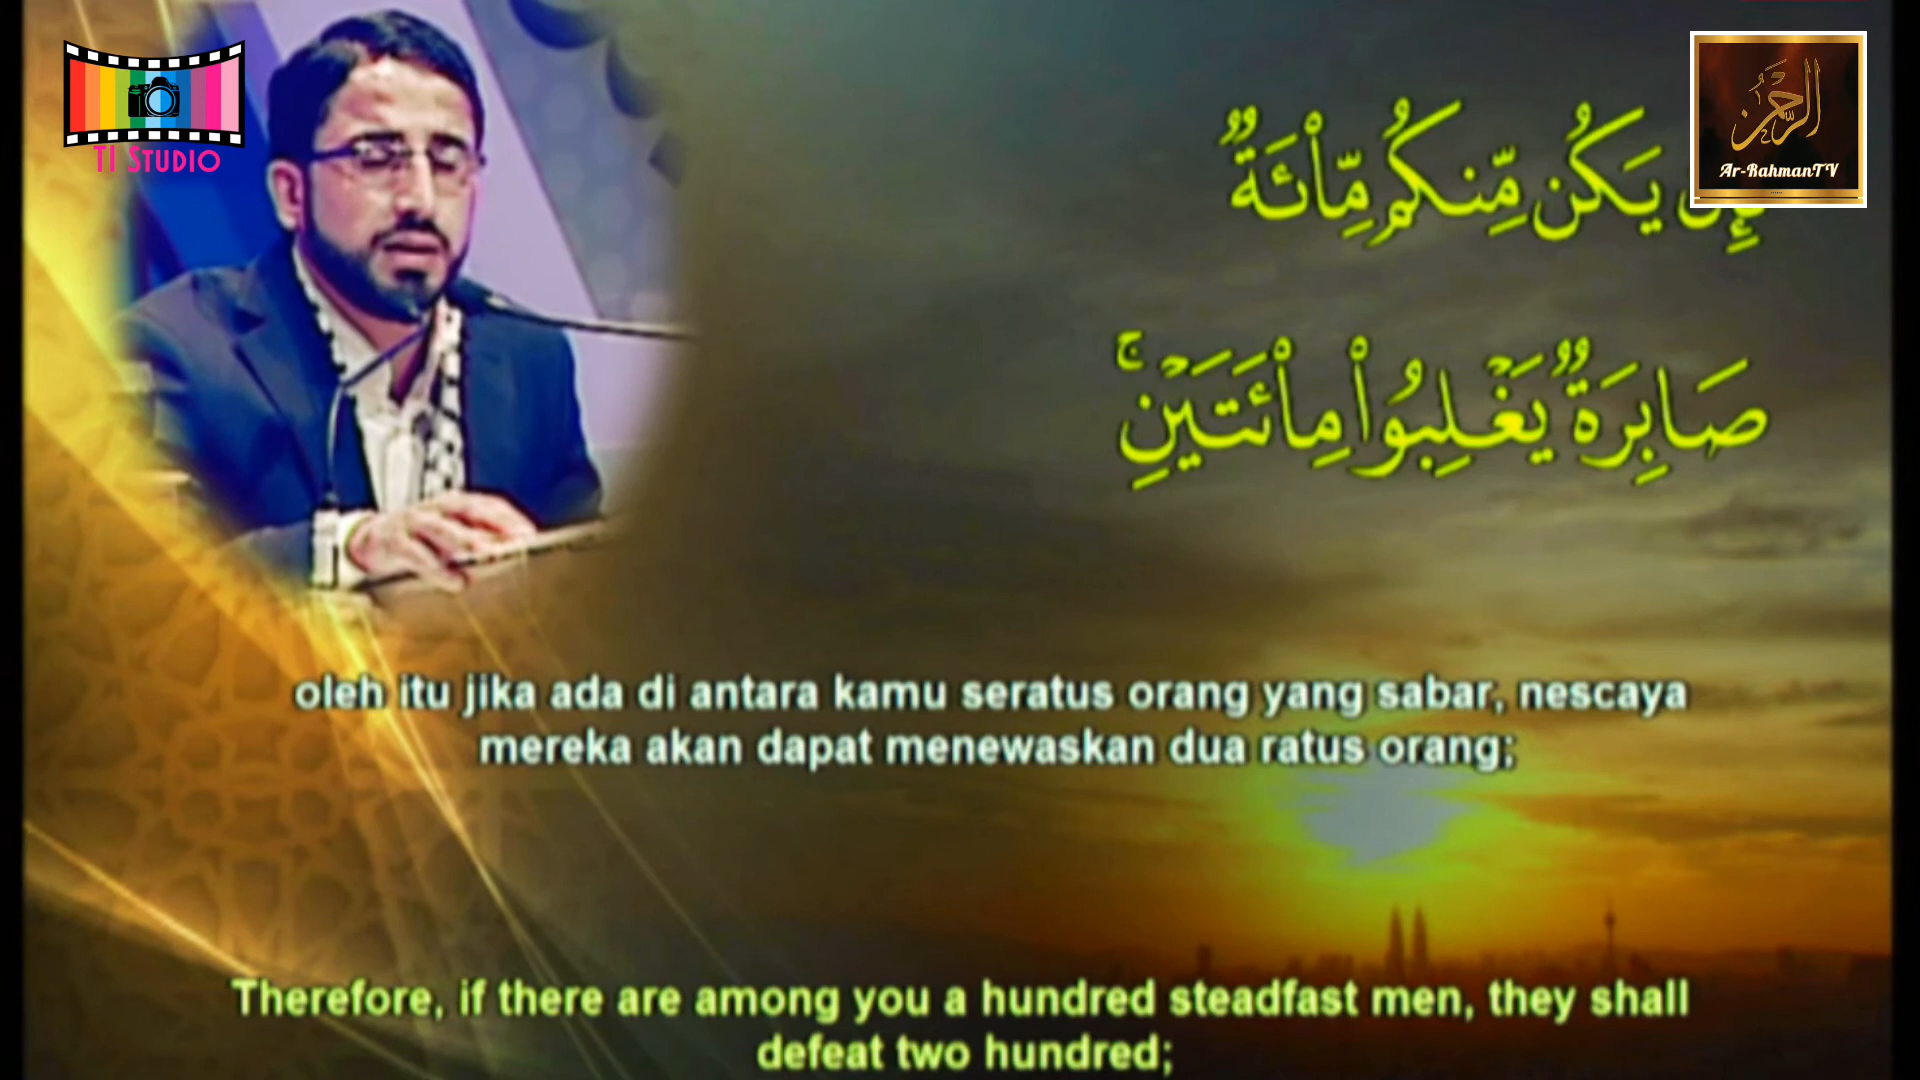 TI STUDIO
الرحمن
Ar-RahmanTV
يَكُن مِّنكُم مِّاْئَةٌ
صَابِرَةٌ يَغْلِبُواْ مِاْئَتَيْنِ ۚ
oleh itu jika ada di antara kamu seratus orang yang sabar, nescaya
mereka akan dapat menewaskan dua ratus orang;
Therefore, if there are among you a hundred steadfast men, they shall
defeat two hundred;